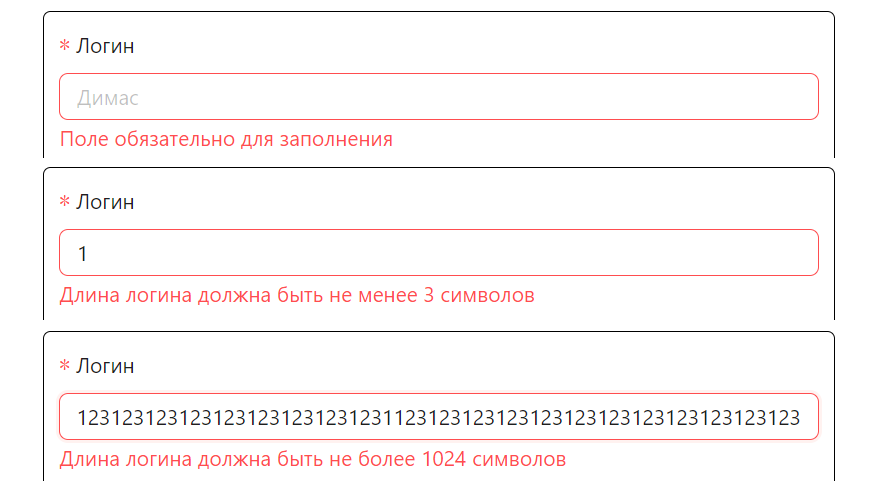 * Логин
Димас
Поле обязательно для заполнения
* Логин
1
Длина логина должна быть не менее 3 символов
* Логин
1231231231231231231231231231123123123123123123123123123123123
Длина логина должна быть не более 1024 символов